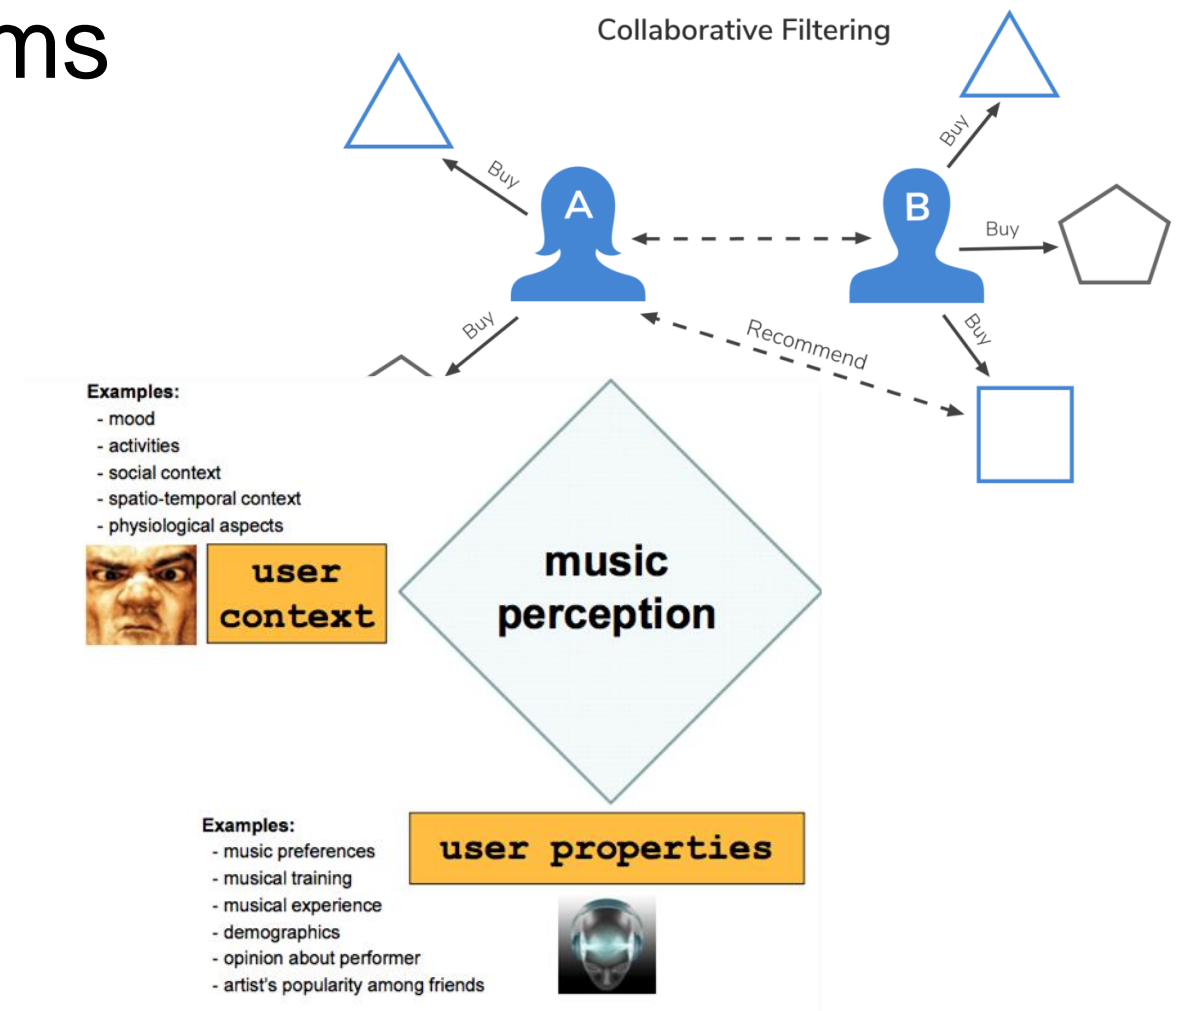 ms
Collaborative Filtering
Buy
Buy
A
B
Buy
Buy
Recommend
Buy
Examples:
- mood
- activities
- social context
- spatio-temporal context
- physiological aspects
user
context
music
perception
Examples:
- music preferences
- musical training
- musical experience
- demographics
- opinion about performer
- artist's popularity among friends
user properties